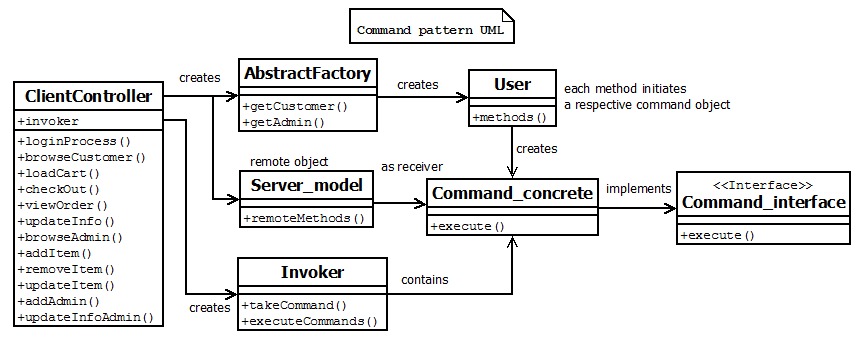 Command pattern UML
ClientController
+invoker
+loginProcess()
+browseCustomer()
+loadCart()
+checkOut()
+viewOrder()
+updateInfo()
+browseAdmin()
+addItem()
+removeItem()
+updateItem()
+addAdmin()
+updateInfoAdmin()
creates
AbstractFactory
+getCustomer()
+getAdmin()
creates
User
+methods()
each method initiates
a respective command object
creates
remote object
Server_model
+remoteMethods()
as receiver
Command_concrete
+execute()
implements
<<Interface>>
Command_interface
+execute()
creates
Invoker
+takeCommand()
+executeCommands()
contains